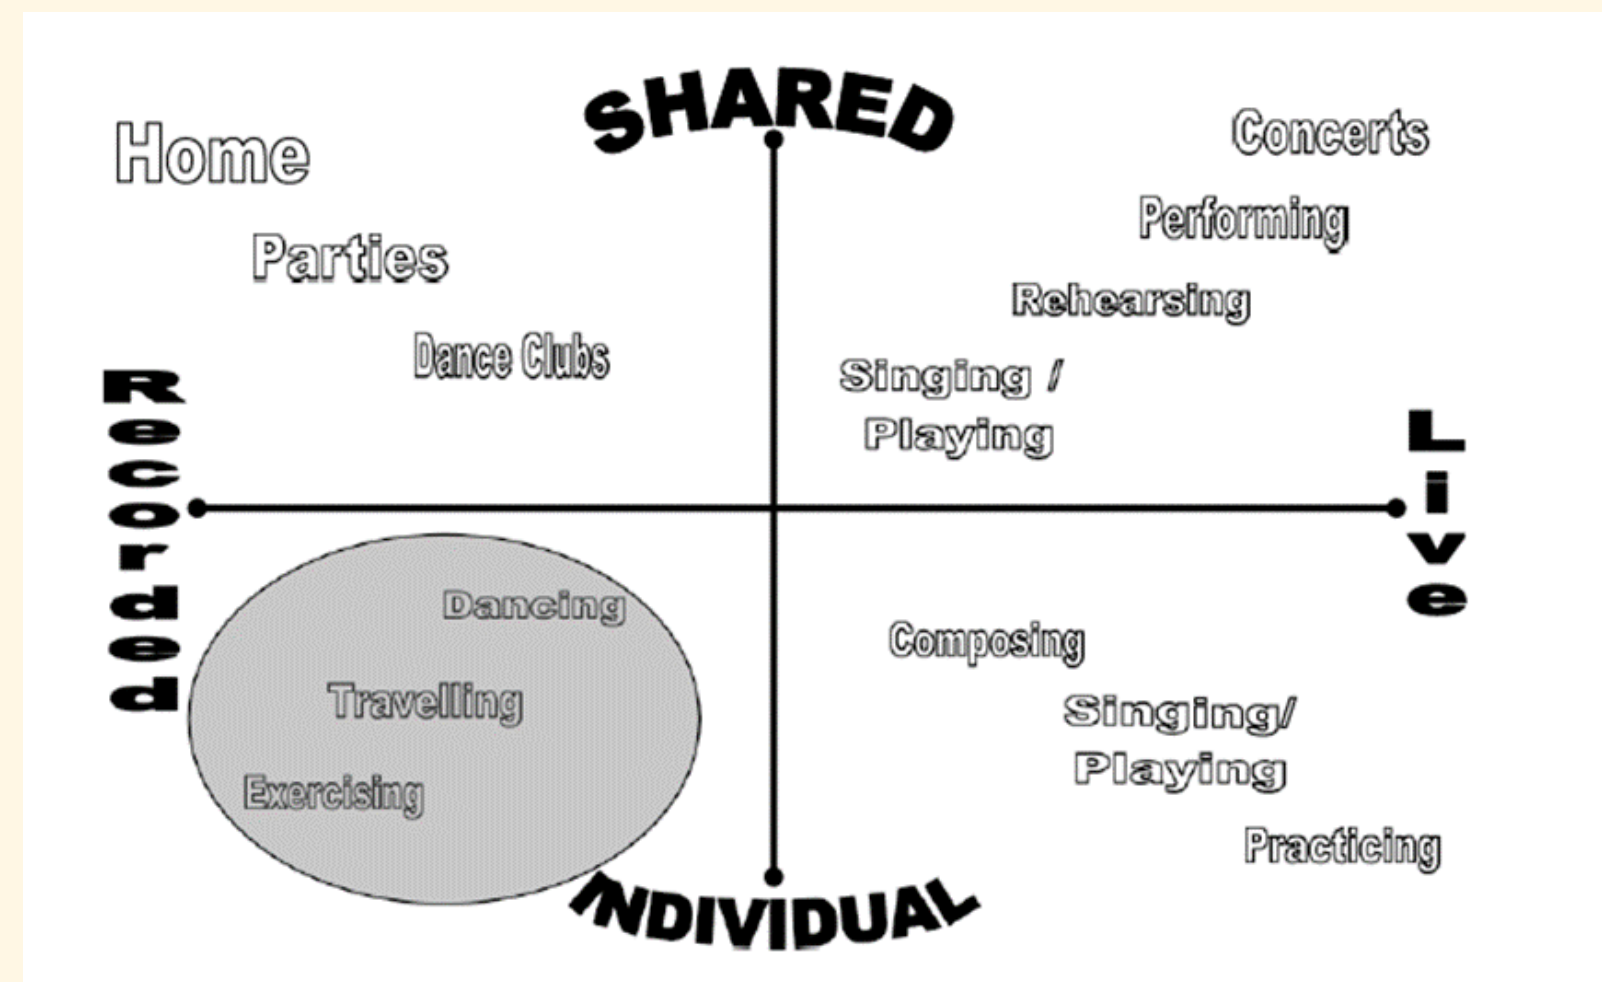 SHARED
Home
Concerts
Performing
Parties
Rehearsing
Dance Clubs
Singing /
Playing
Recorded
Live
Dancing
Composing
Travelling
Singing/
Playing
Exercising
Practicing
INDIVIDUAL